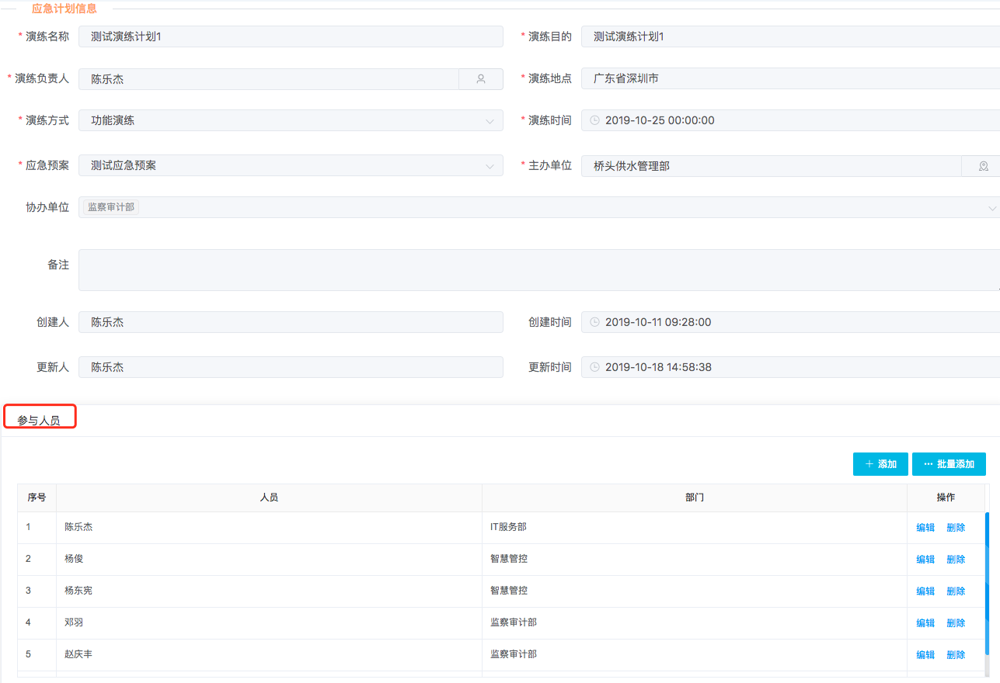 应急计划信息
* 演练名称 测试演练计划1 * 演练目的 测试演练计划1
* 演练负责人 陈乐杰 * 演练地点 广东省深圳市
* 演练方式 功能演练 * 演练时间 2019-10-25 00:00:00
* 应急预案 测试应急预案 * 主办单位 桥头供水管理部
协办单位 监察审计部
备注
创建人 陈乐杰 创建时间 2019-10-11 09:28:00
更新人 陈乐杰 更新时间 2019-10-18 14:58:38
参与人员
+ 添加 ··· 批量添加
序号 人员 部门 操作
1 陈乐杰 IT服务部 编辑 删除
2 杨俊 智慧管控 编辑 删除
3 杨东宪 智慧管控 编辑 删除
4 邓羽 监察审计部 编辑 删除
5 赵庆丰 监察审计部 编辑 删除